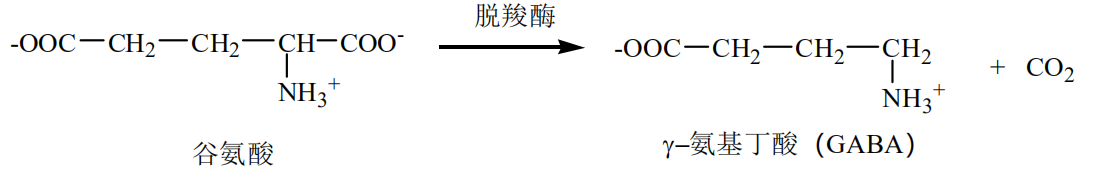 脱羧酶
-OOC—CH2—CH2—CH—COO- -OOC—CH2—CH2—CH2 + CO2
NH3+ NH3+
谷氨酸 γ–氨基丁酸（GABA）